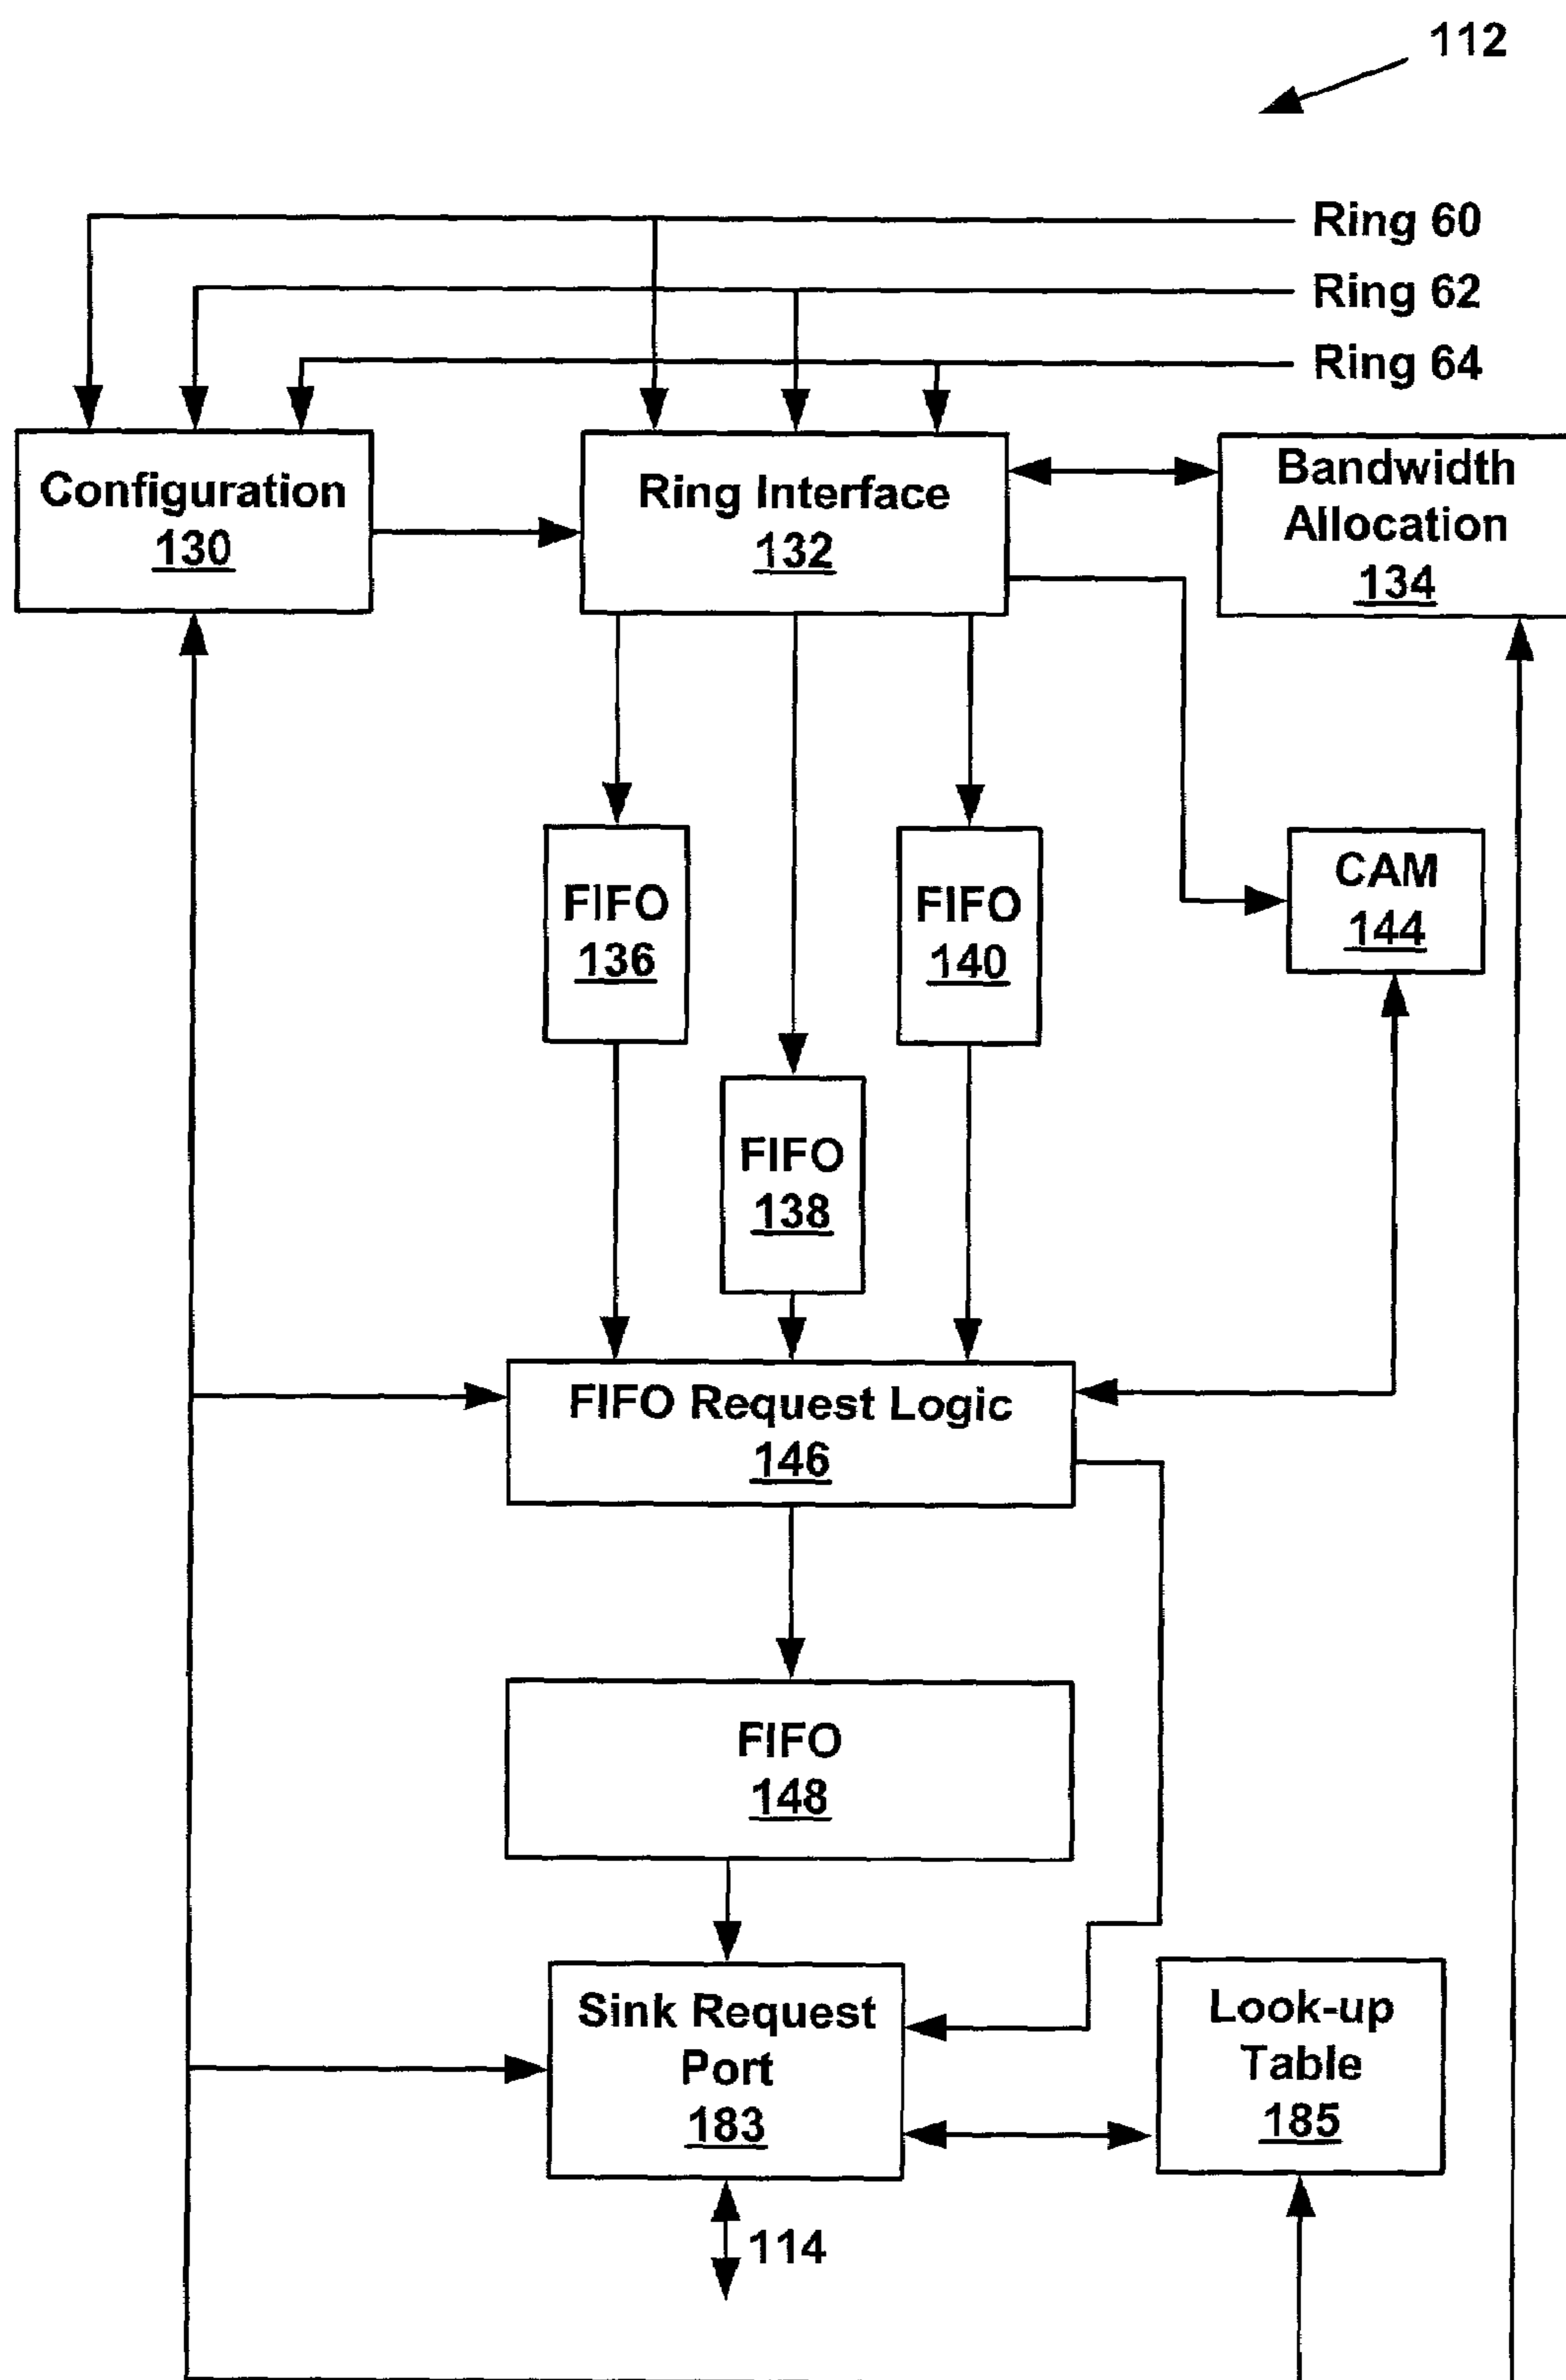 112
Ring 60
Ring 62
Ring 64
Configuration
130
Ring Interface
132
Bandwidth
Allocation
134
FIFO
136
FIFO
140
CAM
144
FIFO
138
FIFO Request Logic
146
FIFO
148
Sink Request
Port
183
Look-up
Table
185
114